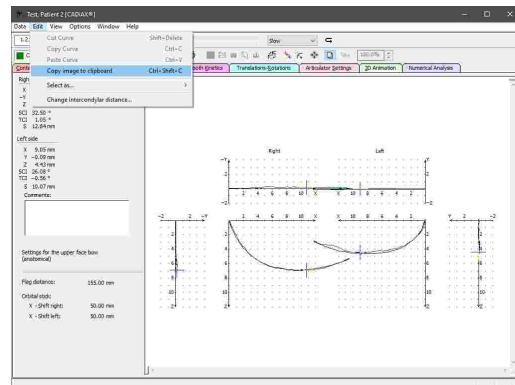 Test, Patient 2 [CADIAX®]
Data Edit View Options Window Help
Cut Curve Shift+Delete
Copy Curve Ctrl+C
Paste Curve Ctrl+V
Copy image to clipboard Ctrl+Shift+C
Select as...
Change intercondylar distance...
Slow
100.0%
Translations-Rotations Articulator Settings 3D Animation Numerical Analysis
SCI 32.50 °
TCI 1.05 °
S 12.84 mm
Left side
X 9.05 mm
Y -0.09 mm
Z 4.43 mm
SCI 26.08 °
TCI -0.56 °
S 10.07 mm
Comments:
Settings for the upper face bow
(anatomical)
Flag distance: 155.00 mm
Orbital stub:
X - Shift right: 50.00 mm
X - Shift left: 50.00 mm
Right Left